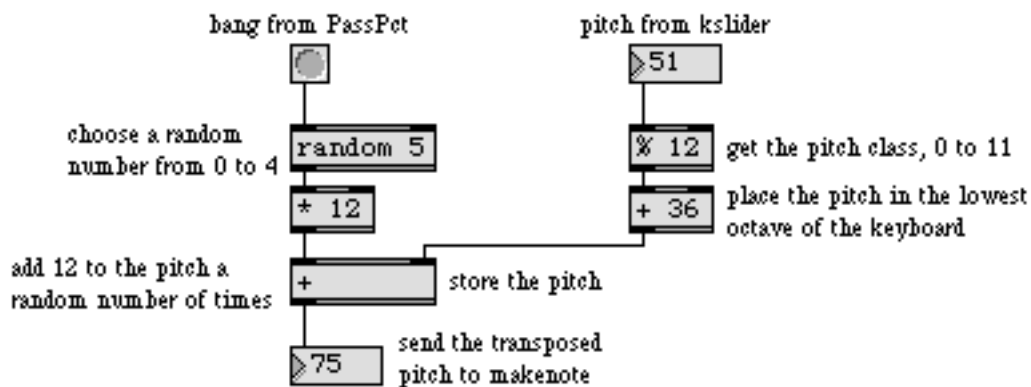 bang from PassPct
pitch from kslider
51
choose a random
number from 0 to 4
random 5
% 12
get the pitch class, 0 to 11
* 12
+ 36
place the pitch in the lowest
octave of the keyboard
add 12 to the pitch a
random number of times
+
store the pitch
75
send the transposed
pitch to makenote